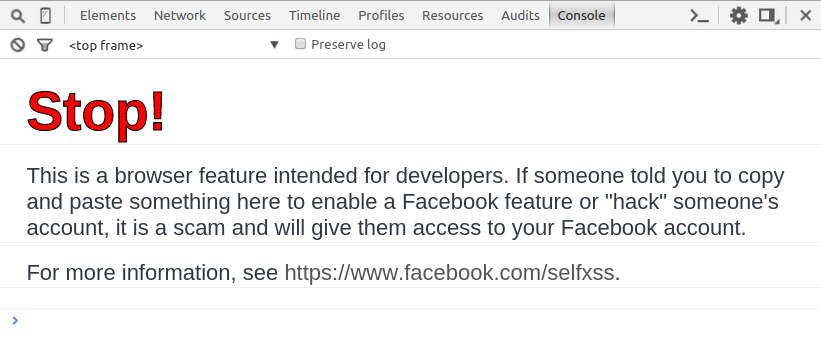 Elements Network Sources Timeline Profiles Resources Audits Console
<top frame> Preserve log
Stop!
This is a browser feature intended for developers. If someone told you to copy
and paste something here to enable a Facebook feature or "hack" someone's
account, it is a scam and will give them access to your Facebook account.
For more information, see https://www.facebook.com/selfxss.